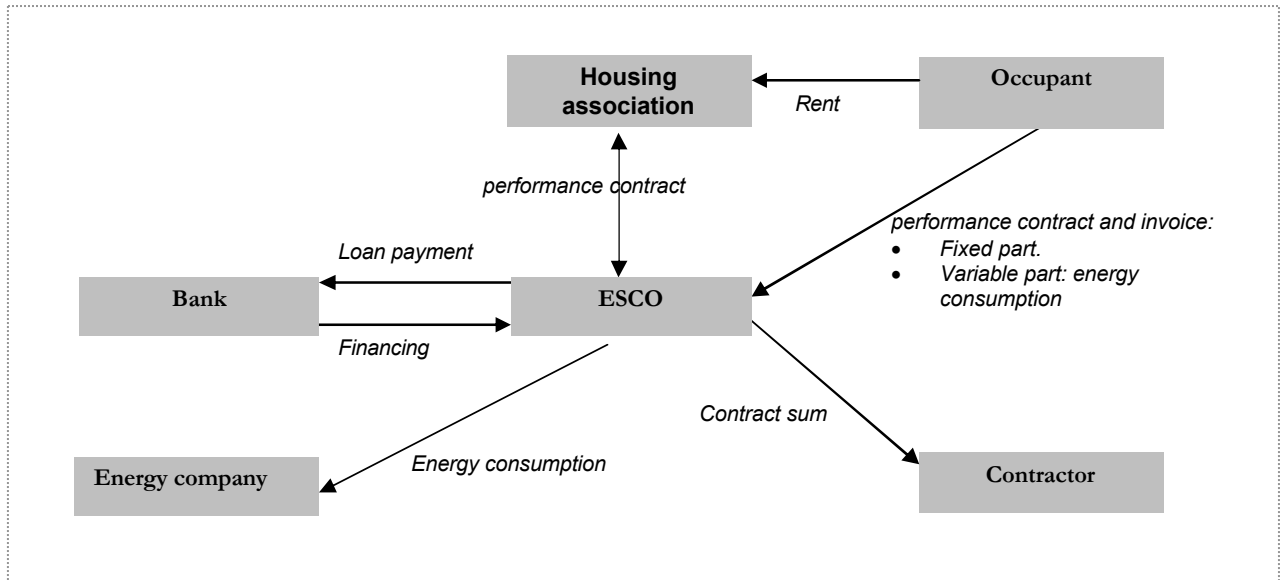 Housing
association
Occupant
Rent
performance contract
performance contract and invoice:
• Fixed part.
• Variable part: energy
consumption
Loan payment
Bank
ESCO
Financing
Contract sum
Energy consumption
Energy company
Contractor